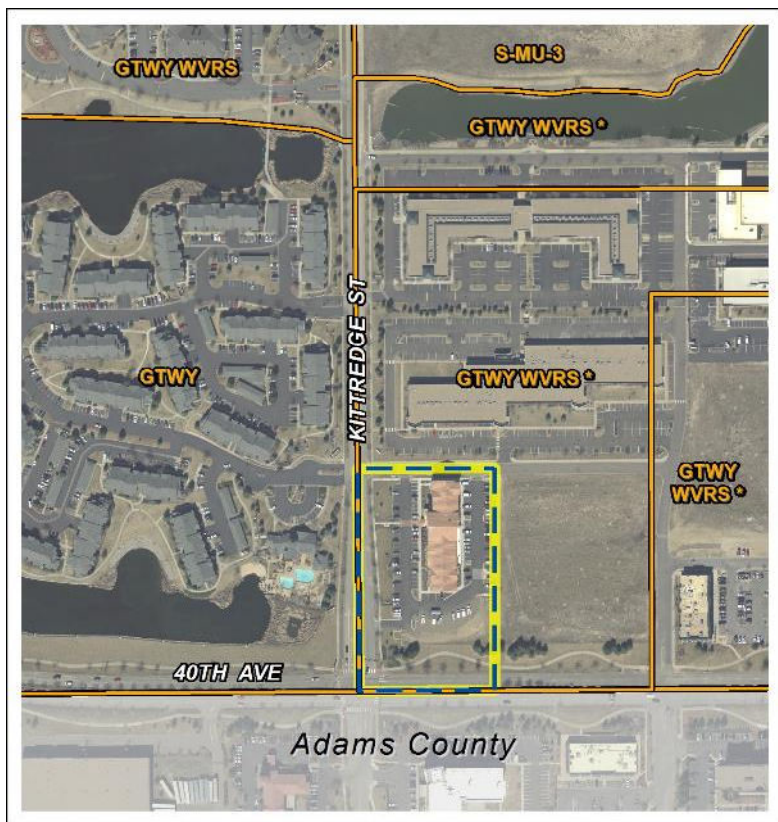 GTWY WVRS
S-MU-3
GTWY WVRS *
KITTREDGE ST
GTWY
GTWY WVRS *
GTWY
WVRS *
40TH AVE
Adams County